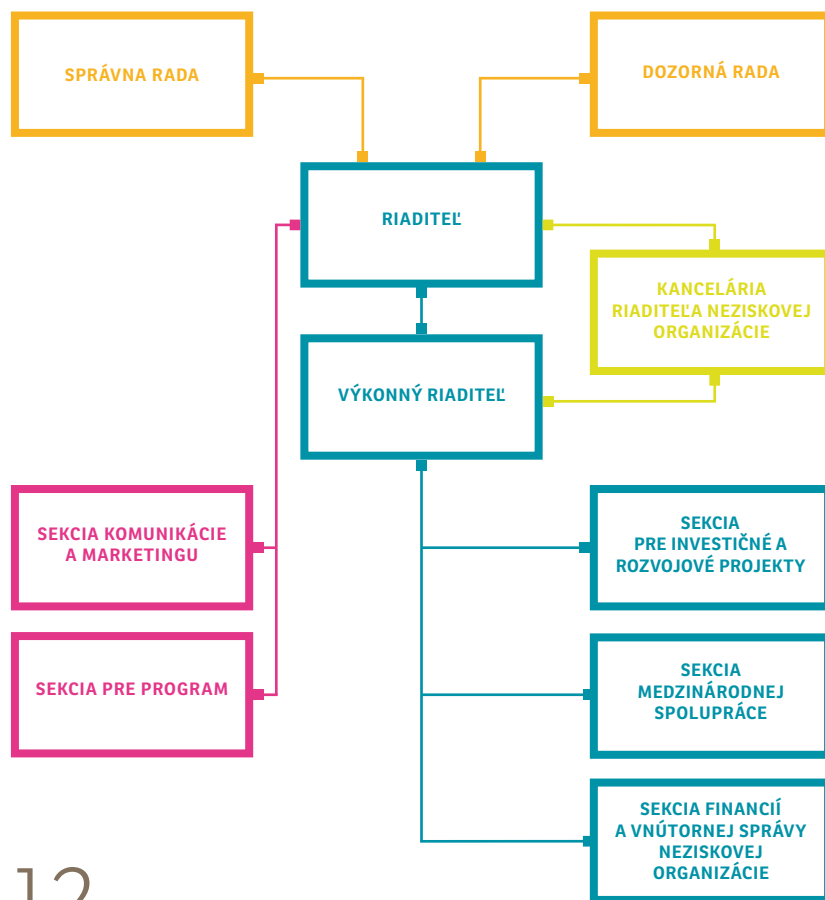 SPRÁVNA RADA
DOZORNÁ RADA
RIADITEĽ
KANCELÁRIA
RIADITEĽA NEZISKOVEJ
ORGANIZÁCIE
VÝKONNÝ RIADITEĽ
SEKCIA KOMUNIKÁCIE
A MARKETINGU
SEKCIA
PRE INVESTIČNÉ A
ROZVOJOVÉ PROJEKTY
SEKCIA PRE PROGRAM
SEKCIA
MEDZINÁRODNEJ
SPOLUPRÁCE
SEKCIA FINANCIÍ
A VNÚTORNEJ SPRÁVY
NEZISKOVEJ
ORGANIZÁCIE
12